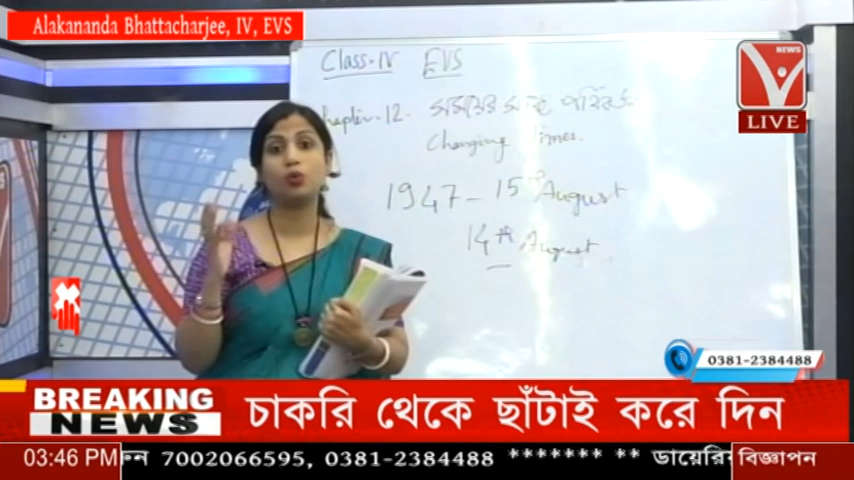 Alakananda Bhattacharjee, IV, EVS
Class-IV EVS
Chapter-12- সময়ের সাথে পরিবর্তন
Changing Times.
1947 - 15th August
14th August
NEWS
LIVE
0381-2384488
BREAKING
NEWS
চাকরি থেকে ছাঁটাই করে দিন
03:46 PM
7002066595, 0381-2384488 ******* ** ডায়েরি
বিজ্ঞাপন